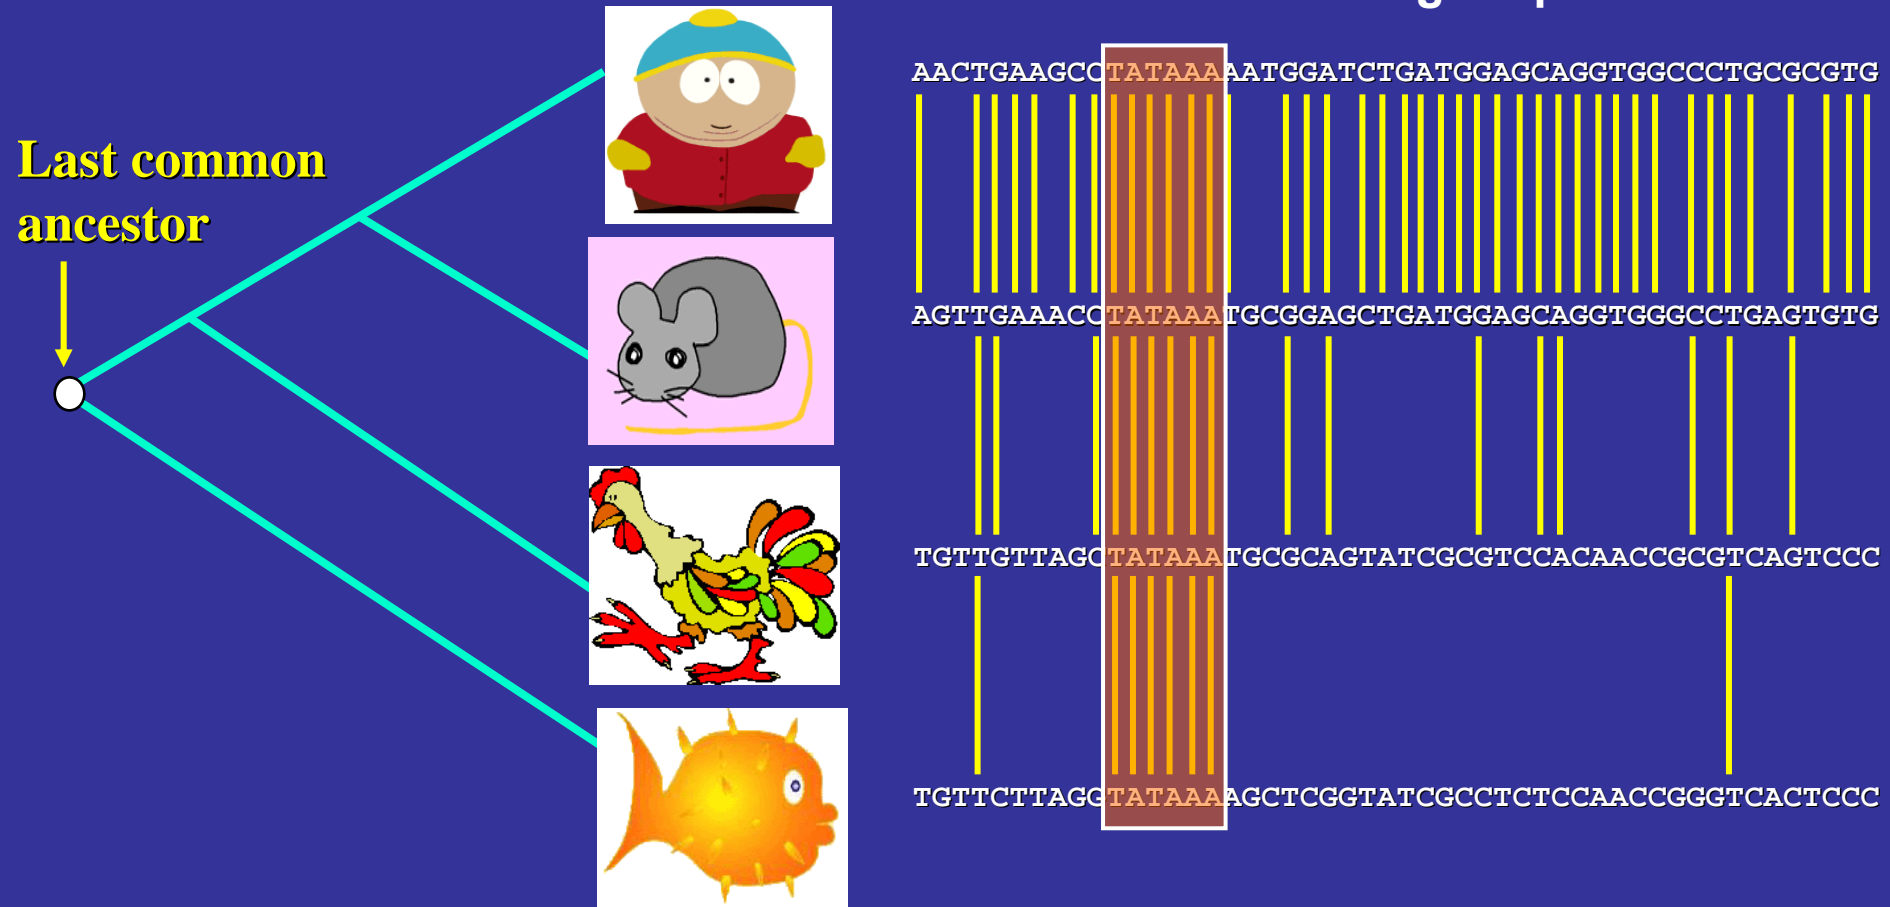 Last common
ancestor
AACTGAAGCCTATAAAAATGGATCTGATGGAGCAGGTGGCCCTGCGCGTG
AGTTGAAACCTATAAATGCGGAGCTGATGGAGCAGGTGGGCCTGAGTGTG
TGTTGTTAGCTATAAATGCGCAGTATCGCGTCCACAACCGCGTCAGTCCC
TGTTCTTAGGTATAAAAGCTCGGTATCGCCTCTCCAACCGGGTCACTCCC